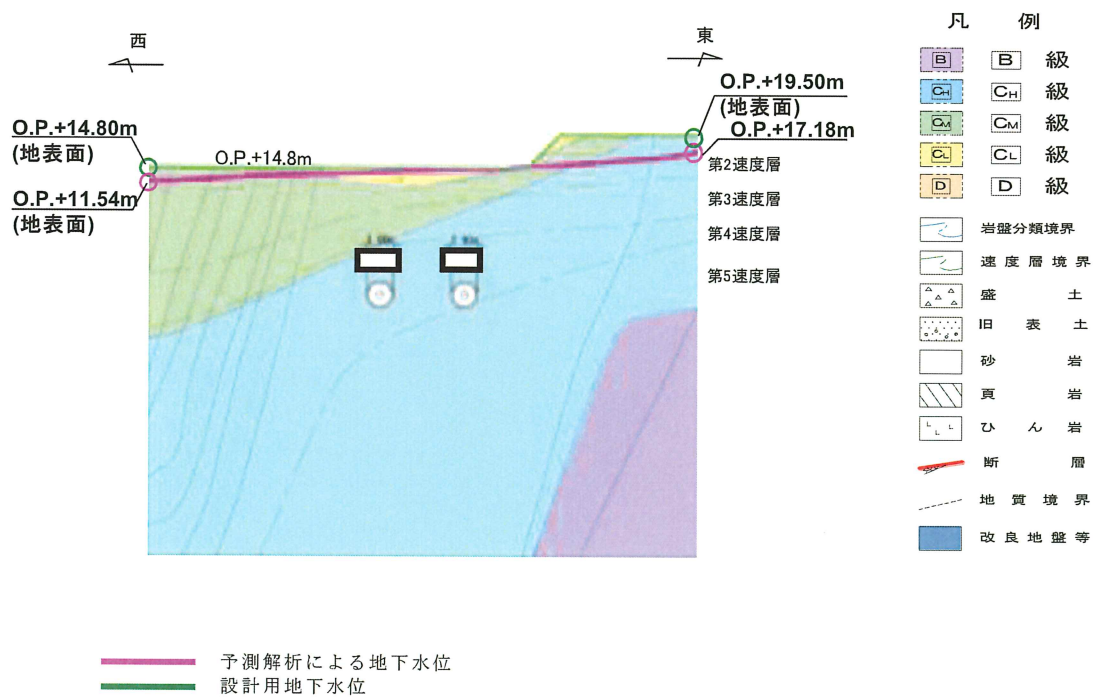 西
東
O.P.+19.50m
(地表面)
O.P.+17.18m
O.P.+14.80m
(地表面)
O.P.+14.8m
O.P.+11.54m
(地表面)
第2速度層
第3速度層
第4速度層
第5速度層
凡 例
B B 級
CH CH 級
CM CM 級
CL CL 級
D D 級
岩盤分類境界
速度層境界
盛土
旧表土
砂岩
頁岩
ひん岩
断層
地質境界
改良地盤等
予測解析による地下水位
設計用地下水位